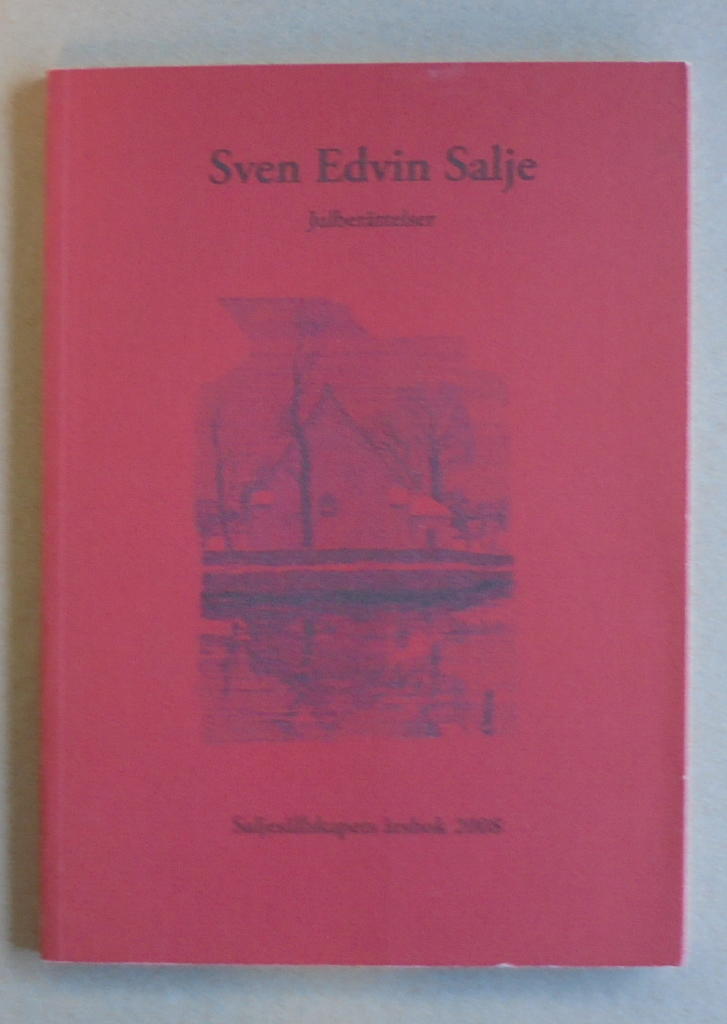 Sven Edvin Salje
Julberättelser
Saljesällskapets årsbok 2008